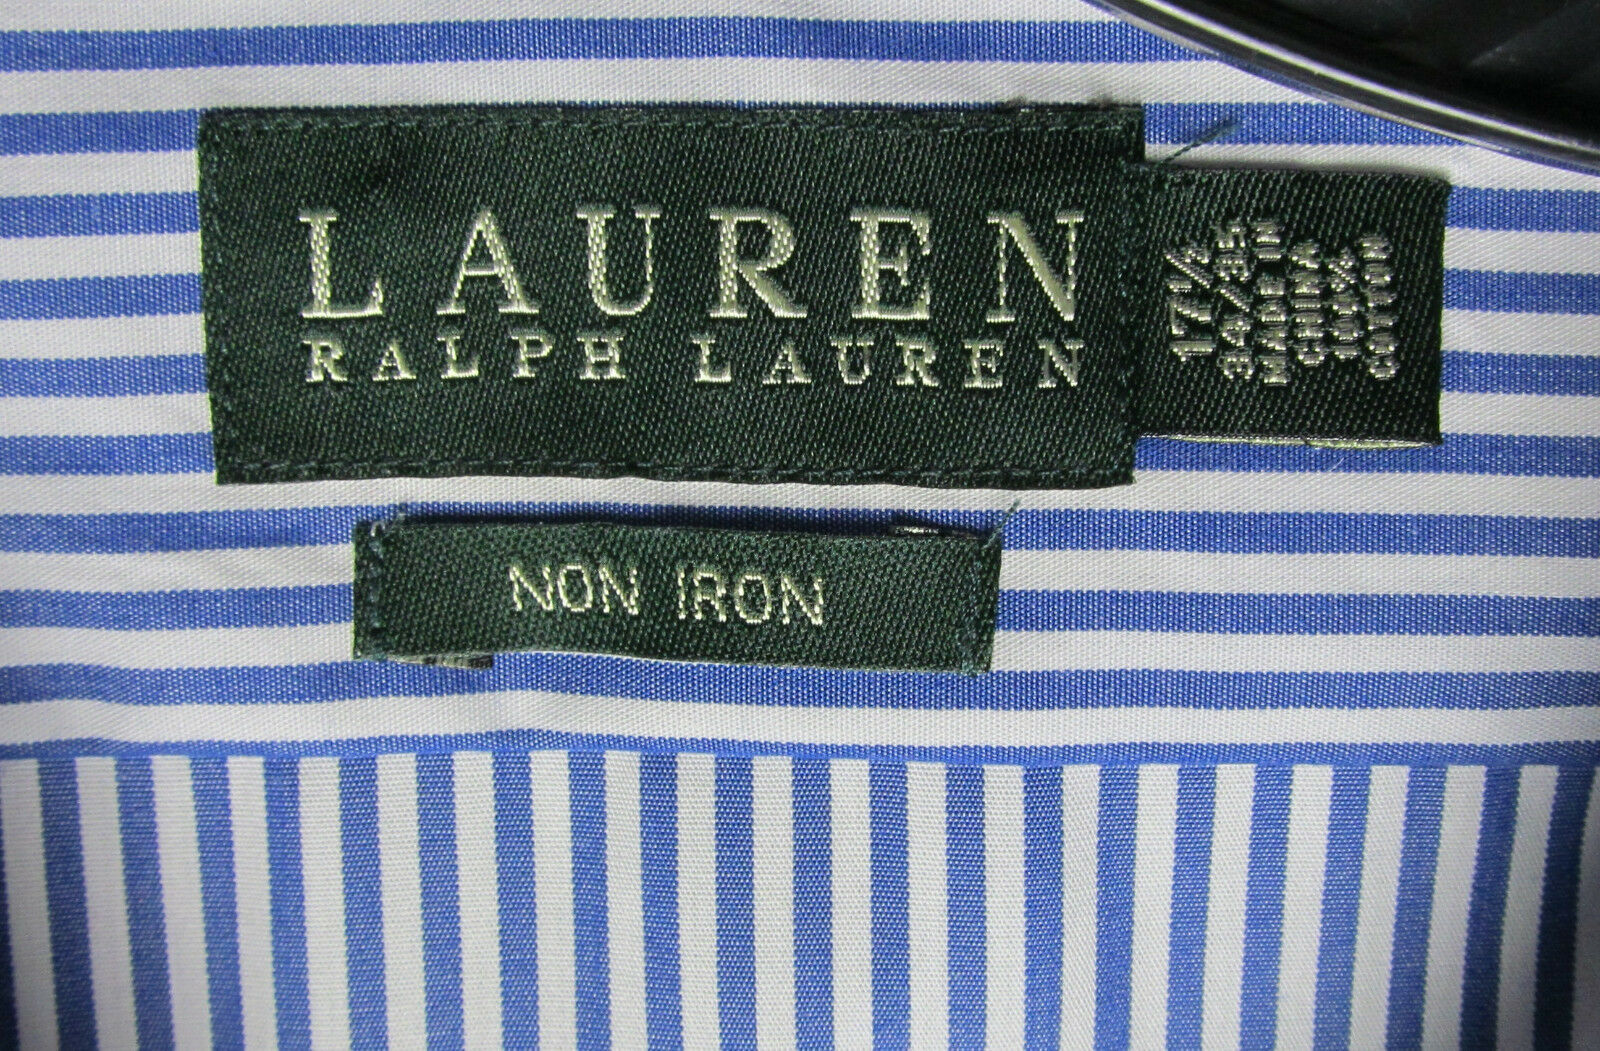 LAUREN
RALPH LAUREN
17½
34/35
MADE IN
CHINA
100%
COTTON
NON IRON